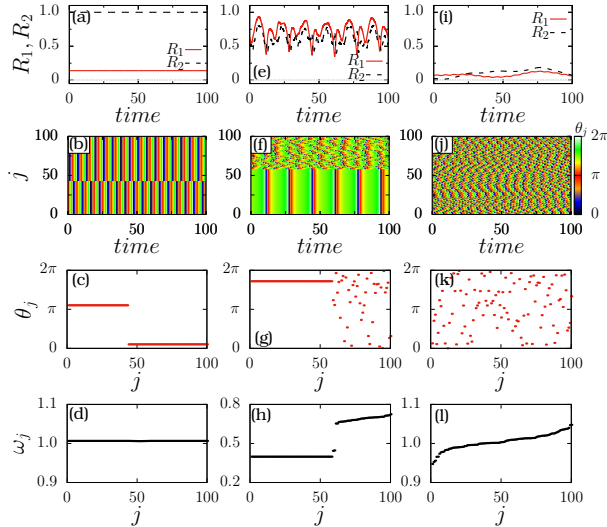 R₁, R₂
1.0
0.5
0
(a)
R₁
R₂
0 50 100
time
(e)
R₁
R₂
0 50 100
time
1.0
0.5
0
(i)
R₁
R₂
0 50 100
time
j
100
50
0
(b)
0 50 100
time
100
50
0
(f)
0 50 100
time
100
50
0
(j)
0 50 100
time
θⱼ
2π
π
0
θⱼ
2π
π
0
(c)
0 50 100
j
2π
π
0
(g)
0 50 100
j
2π
π
0
(k)
0 50 100
j
ωⱼ
1.1
1.0
0.9
(d)
0 50 100
j
0.8
0.5
0.2
(h)
0 50 100
j
1.1
1.0
0.9
(l)
0 50 100
j